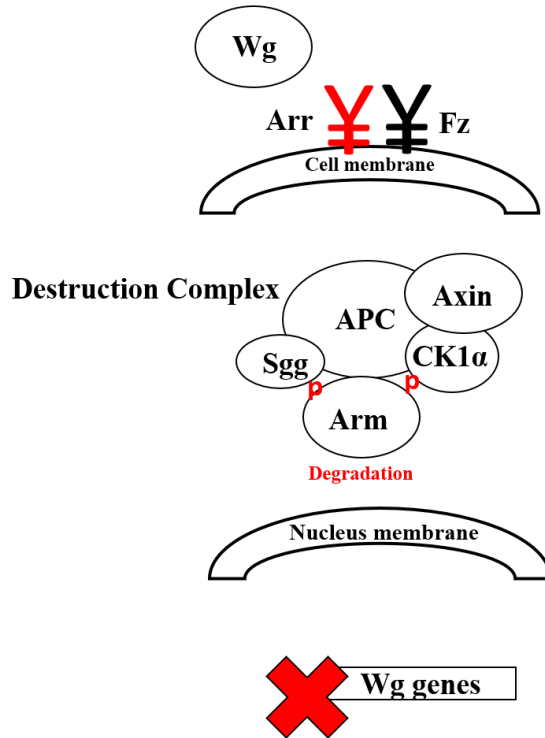 Wg
Arr
Fz
Cell membrane
Destruction Complex
APC
Axin
Sgg
CK1α
p
p
Arm
Degradation
Nucleus membrane
Wg genes